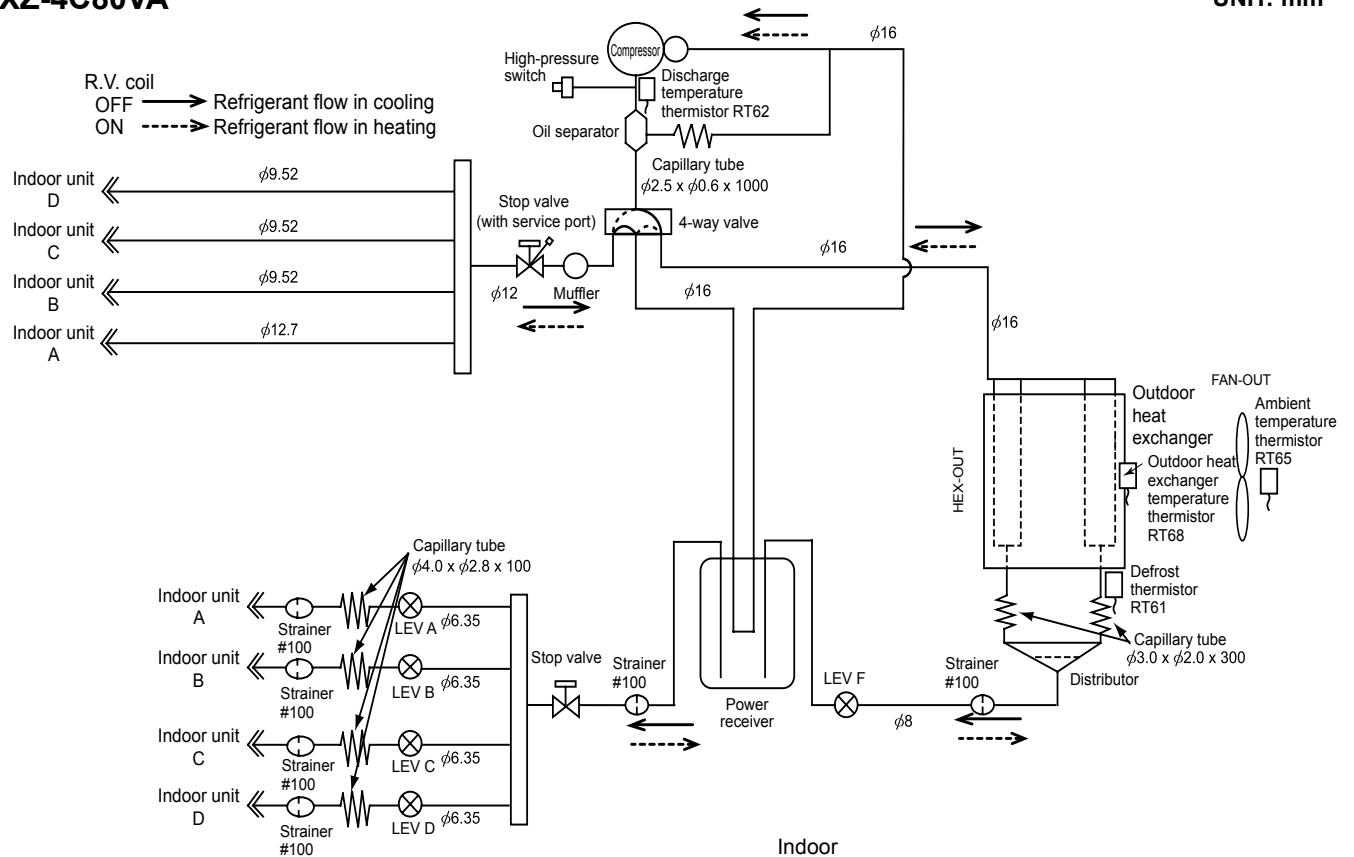 UNIT: mm
R.V. coil
OFF Refrigerant flow in cooling
ON Refrigerant flow in heating
Compressor
High-pressure
switch
Discharge
temperature
thermistor RT62
Oil separator
Capillary tube
ϕ2.5 x ϕ0.6 x 1000
4-way valve
ϕ16
Indoor unit
D
ϕ9.52
Indoor unit
C
ϕ9.52
Indoor unit
B
ϕ9.52
Indoor unit
A
ϕ12.7
Stop valve
(with service port)
ϕ12
Muffler
ϕ16
ϕ16
ϕ16
FAN-OUT
Outdoor
heat
exchanger
Ambient
temperature
thermistor
RT65
HEX-OUT
Outdoor heat
exchanger
temperature
thermistor
RT68
Defrost
thermistor
RT61
Capillary tube
ϕ3.0 x ϕ2.0 x 300
Distributor
Capillary tube
ϕ4.0 x ϕ2.8 x 100
Indoor unit
A
Strainer
#100
LEV A
ϕ6.35
Indoor unit
B
Strainer
#100
LEV B
ϕ6.35
Indoor unit
C
Strainer
#100
LEV C
ϕ6.35
Indoor unit
D
Strainer
#100
LEV D
ϕ6.35
Stop valve
Strainer
#100
Power
receiver
LEV F
ϕ8
Strainer
#100
Indoor